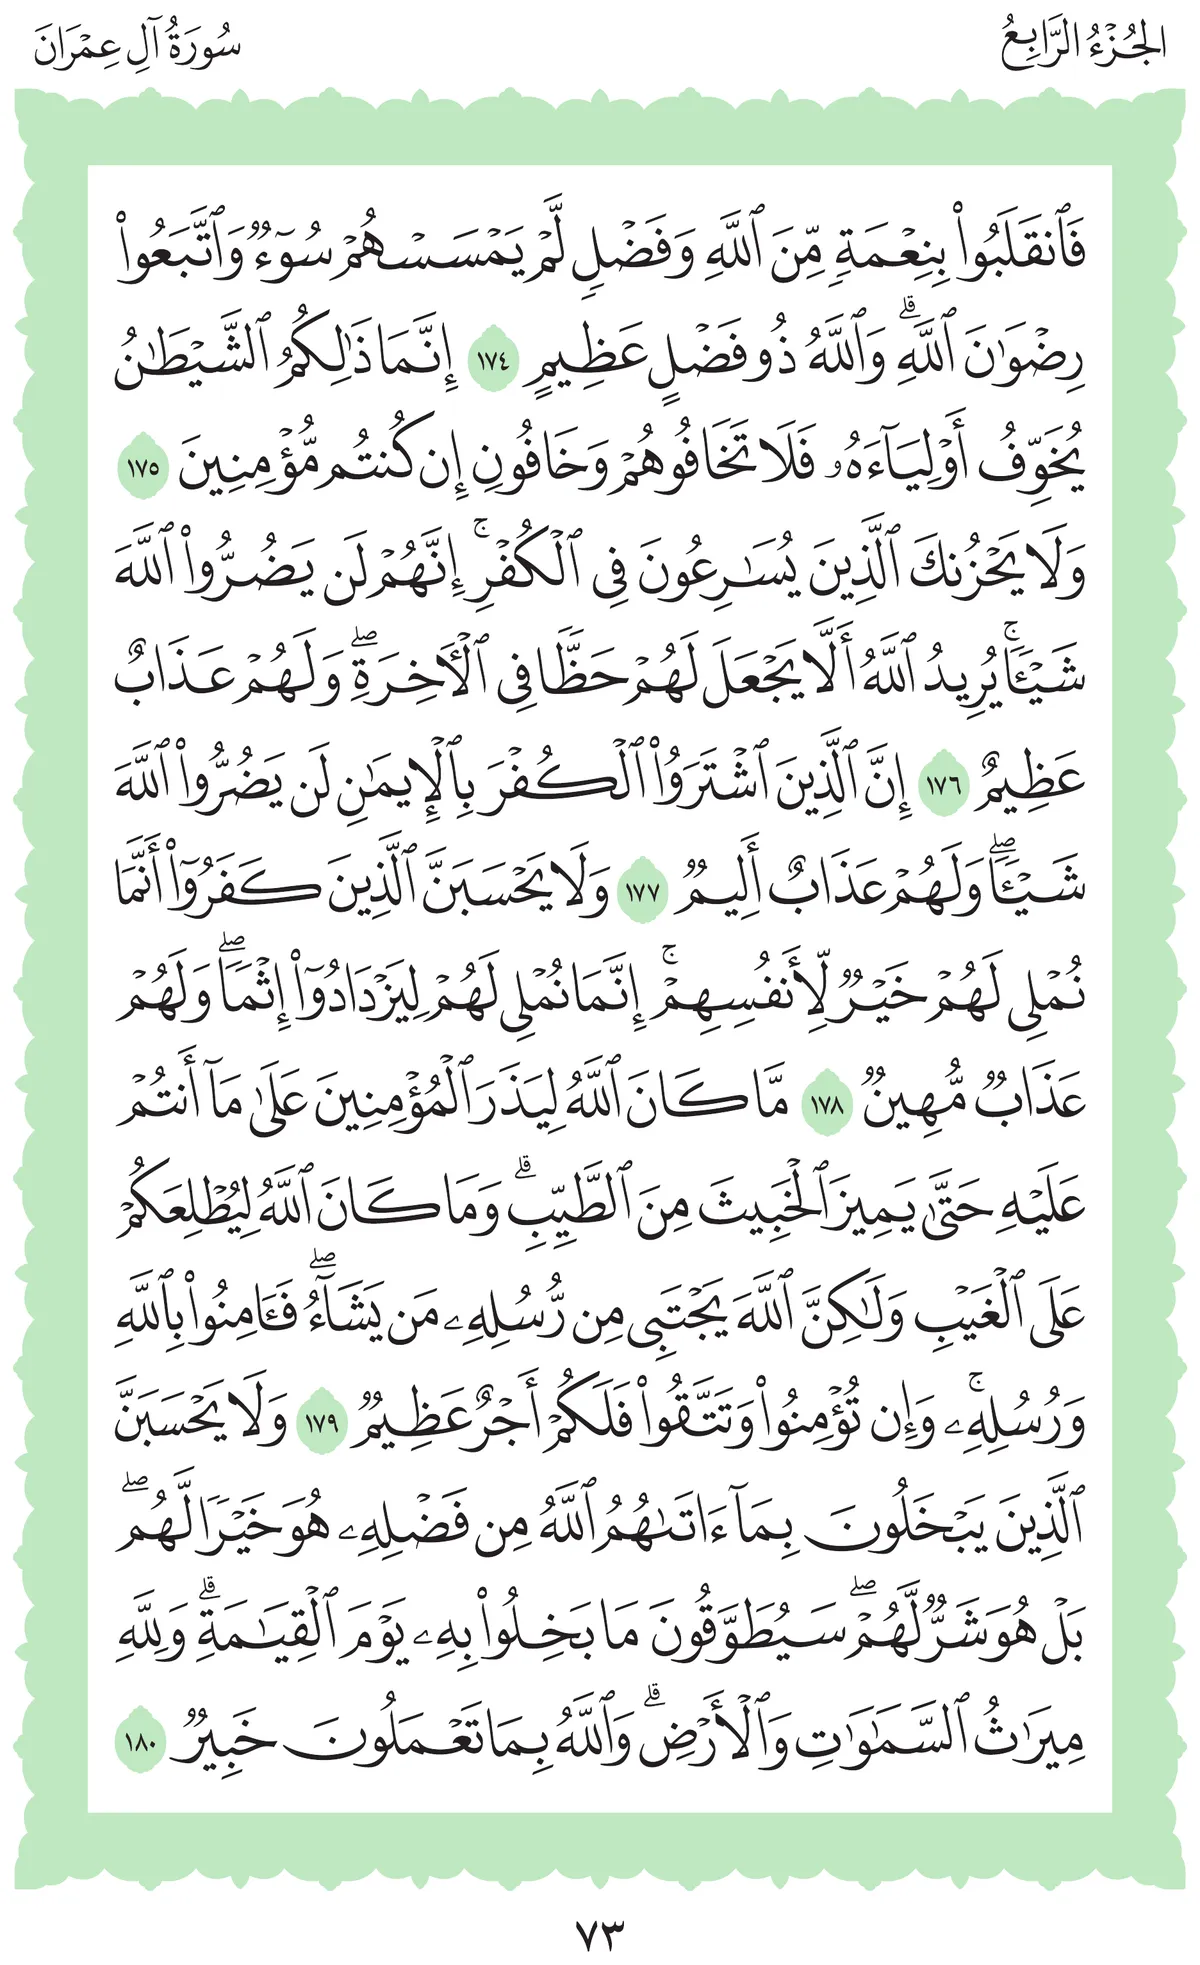 الجُزْءُ الرَّابِعُ
سُورَةُ آلِ عِمْرَانَ
فَٱنقَلَبُوا۟ بِنِعْمَةٍ مِّنَ ٱللَّهِ وَفَضْلٍ لَّمْ يَمْسَسْهُمْ سُوٓءٌ وَٱتَّبَعُوا۟
رِضْوَٰنَ ٱللَّهِ ۗ وَٱللَّهُ ذُو فَضْلٍ عَظِيمٍ ١٧٤ إِنَّمَا ذَٰلِكُمُ ٱلشَّيْطَٰنُ
يُخَوِّفُ أَوْلِيَآءَهُۥ فَلَا تَخَافُوهُمْ وَخَافُونِ إِن كُنتُم مُّؤْمِنِينَ ١٧٥
وَلَا يَحْزُنكَ ٱلَّذِينَ يُسَٰرِعُونَ فِى ٱلْكُفْرِ ۚ إِنَّهُمْ لَن يَضُرُّوا۟ ٱللَّهَ
شَيْـًٔا ۗ يُرِيدُ ٱللَّهُ أَلَّا يَجْعَلَ لَهُمْ حَظًّا فِى ٱلْـَٔاخِرَةِ ۖ وَلَهُمْ عَذَابٌ
عَظِيمٌ ١٧٦ إِنَّ ٱلَّذِينَ ٱشْتَرَوُا۟ ٱلْكُفْرَ بِٱلْإِيمَٰنِ لَن يَضُرُّوا۟ ٱللَّهَ
شَيْـًٔا ۖ وَلَهُمْ عَذَابٌ أَلِيمٌ ١٧٧ وَلَا يَحْسَبَنَّ ٱلَّذِينَ كَفَرُوٓا۟ أَنَّمَا
نُمْلِى لَهُمْ خَيْرٌ لِّأَنفُسِهِمْ ۚ إِنَّمَا نُمْلِى لَهُمْ لِيَزْدَادُوٓا۟ إِثْمًا ۖ وَلَهُمْ
عَذَابٌ مُّهِينٌ ١٧٨ مَّا كَانَ ٱللَّهُ لِيَذَرَ ٱلْمُؤْمِنِينَ عَلَىٰ مَآ أَنتُمْ
عَلَيْهِ حَتَّىٰ يَمِيزَ ٱلْخَبِيثَ مِنَ ٱلطَّيِّبِ ۗ وَمَا كَانَ ٱللَّهُ لِيُطْلِعَكُمْ
عَلَى ٱلْغَيْبِ وَلَٰكِنَّ ٱللَّهَ يَجْتَبِى مِن رُّسُلِهِۦ مَن يَشَآءُ ۖ فَـَٔامِنُوا۟ بِٱللَّهِ
وَرُسُلِهِۦ ۚ وَإِن تُؤْمِنُوا۟ وَتَتَّقُوا۟ فَلَكُمْ أَجْرٌ عَظِيمٌ ١٧٩ وَلَا يَحْسَبَنَّ
ٱلَّذِينَ يَبْخَلُونَ بِمَآ ءَاتَىٰهُمُ ٱللَّهُ مِن فَضْلِهِۦ هُوَ خَيْرًا لَّهُم ۖ
بَلْ هُوَ شَرٌّ لَّهُمْ ۖ سَيُطَوَّقُونَ مَا بَخِلُوا۟ بِهِۦ يَوْمَ ٱلْقِيَٰمَةِ ۗ وَلِلَّهِ
مِيرَٰثُ ٱلسَّمَٰوَٰتِ وَٱلْأَرْضِ ۗ وَٱللَّهُ بِمَا تَعْمَلُونَ خَبِيرٌ ١٨٠
٧٣